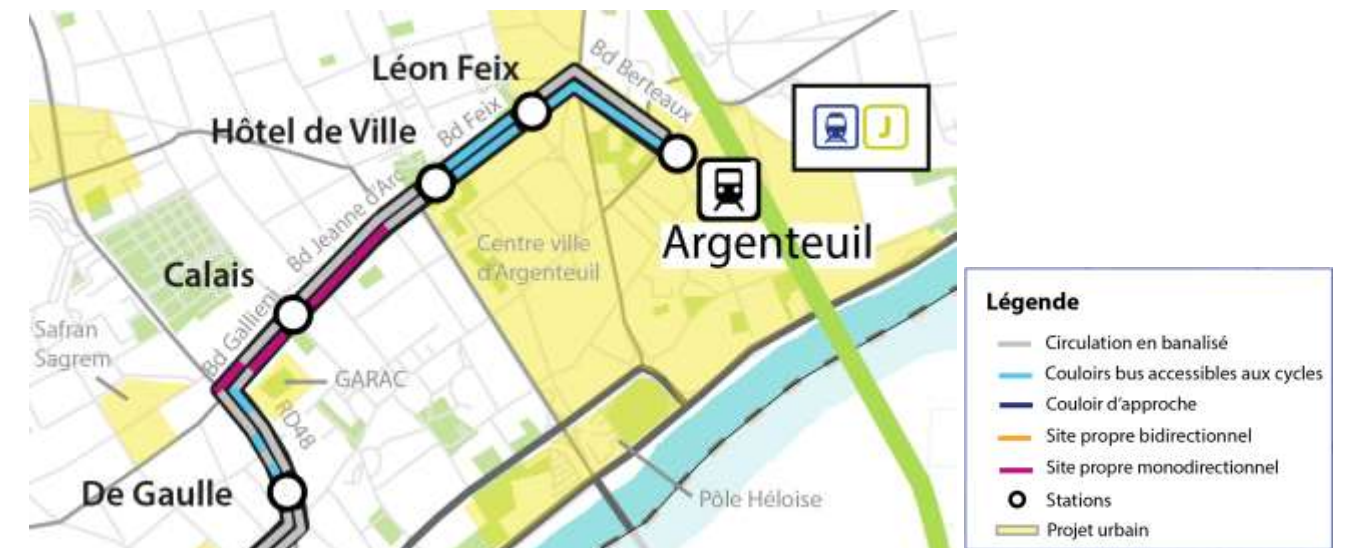 Léon Feix
Bd Berteaux
Hôtel de Ville
Bd Feix
J
Argenteuil
Bd Jeanne d'Arc
Centre ville
d'Argenteuil
Calais
Bd Gallieni
Safran
Sagrem
GARAC
RD48
De Gaulle
Pôle Héloise
Légende
Circulation en banalisé
Couloirs bus accessibles aux cycles
Couloir d'approche
Site propre bidirectionnel
Site propre monodirectionnel
Stations
Projet urbain